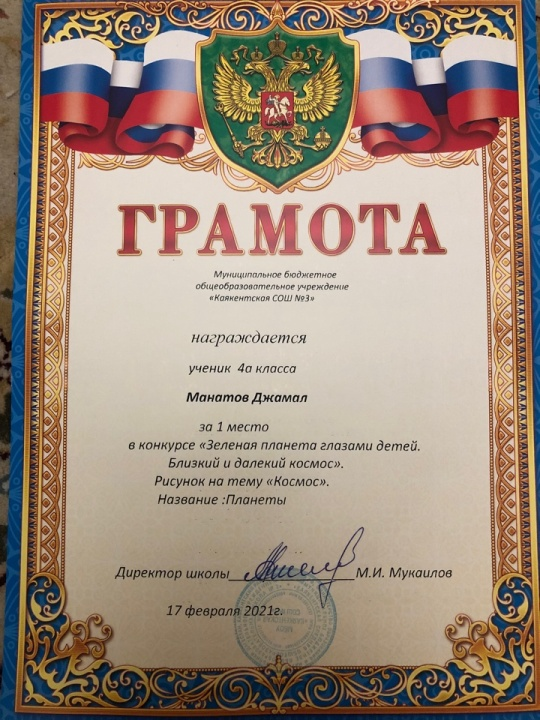 ГРАМОТА
Муниципальное бюджетное
общеобразовательное учреждение
«Каякентская СОШ №3»
награждается
ученик 4а класса
Манатов Джамал
за 1 место
в конкурсе «Зеленая планета глазами детей.
Близкий и далекий космос».
Рисунок на тему «Космос».
Название :Планеты
Директор школы М.И. Мукаилов
17 февраля 2021г.